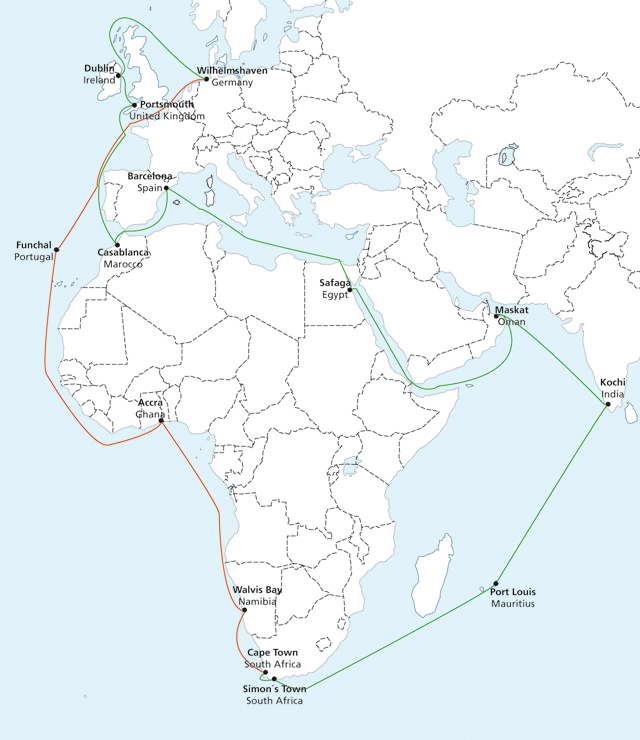 Dublin
Ireland
Wilhelmshaven
Germany
Portsmouth
United Kingdom
Barcelona
Spain
Funchal
Portugal
Casablanca
Marocco
Safaga
Egypt
Maskat
Oman
Kochi
India
Accra
Ghana
Port Louis
Mauritius
Walvis Bay
Namibia
Cape Town
South Africa
Simon´s Town
South Africa